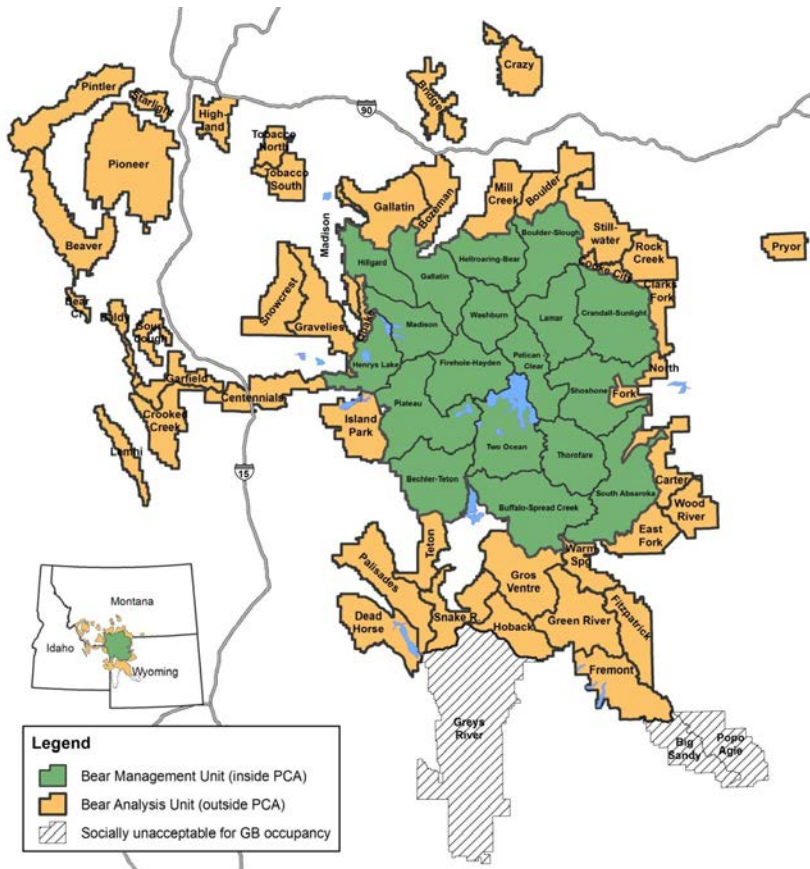 Crazy
Pintler
Starlight
High-
land
Bridger
90
Pioneer
Tobacco
North
Tobacco
South
Mill
Creek
Boulder
Gallatin
Bozeman
Madison
Still-
water
Boulder-Slough
Rock
Creek
Pryor
Beaver
Hilgard
Hellroaring-Bear
Gallatin
Cooke City
Clarks
Fork
Bear Cr
Baldy
Sour
dough
Snowcrest
Gravelies
Quake
Madison
Washburn
Lamar
Crandall-Sunlight
Henrys Lake
Firehole-Hayden
Pelican-
Clear
North
Fork
Garfield
Centennials
Shoshone
Plateau
Crooked
Creek
Island
Park
Lemhi
15
Two Ocean
Thorofare
Bechler-Teton
South Absaroka
Carter
Buffalo-Spread Creek
Wood
River
East
Fork
Teton
Warm
Spg
Palisades
Gros
Ventre
Fitzpatrick
Dead
Horse
Snake R.
Hoback
Green River
Fremont
Montana
Idaho
Wyoming
Greys
River
Big
Sandy
Popo
Agie
Legend
Bear Management Unit (inside PCA)
Bear Analysis Unit (outside PCA)
Socially unacceptable for GB occupancy